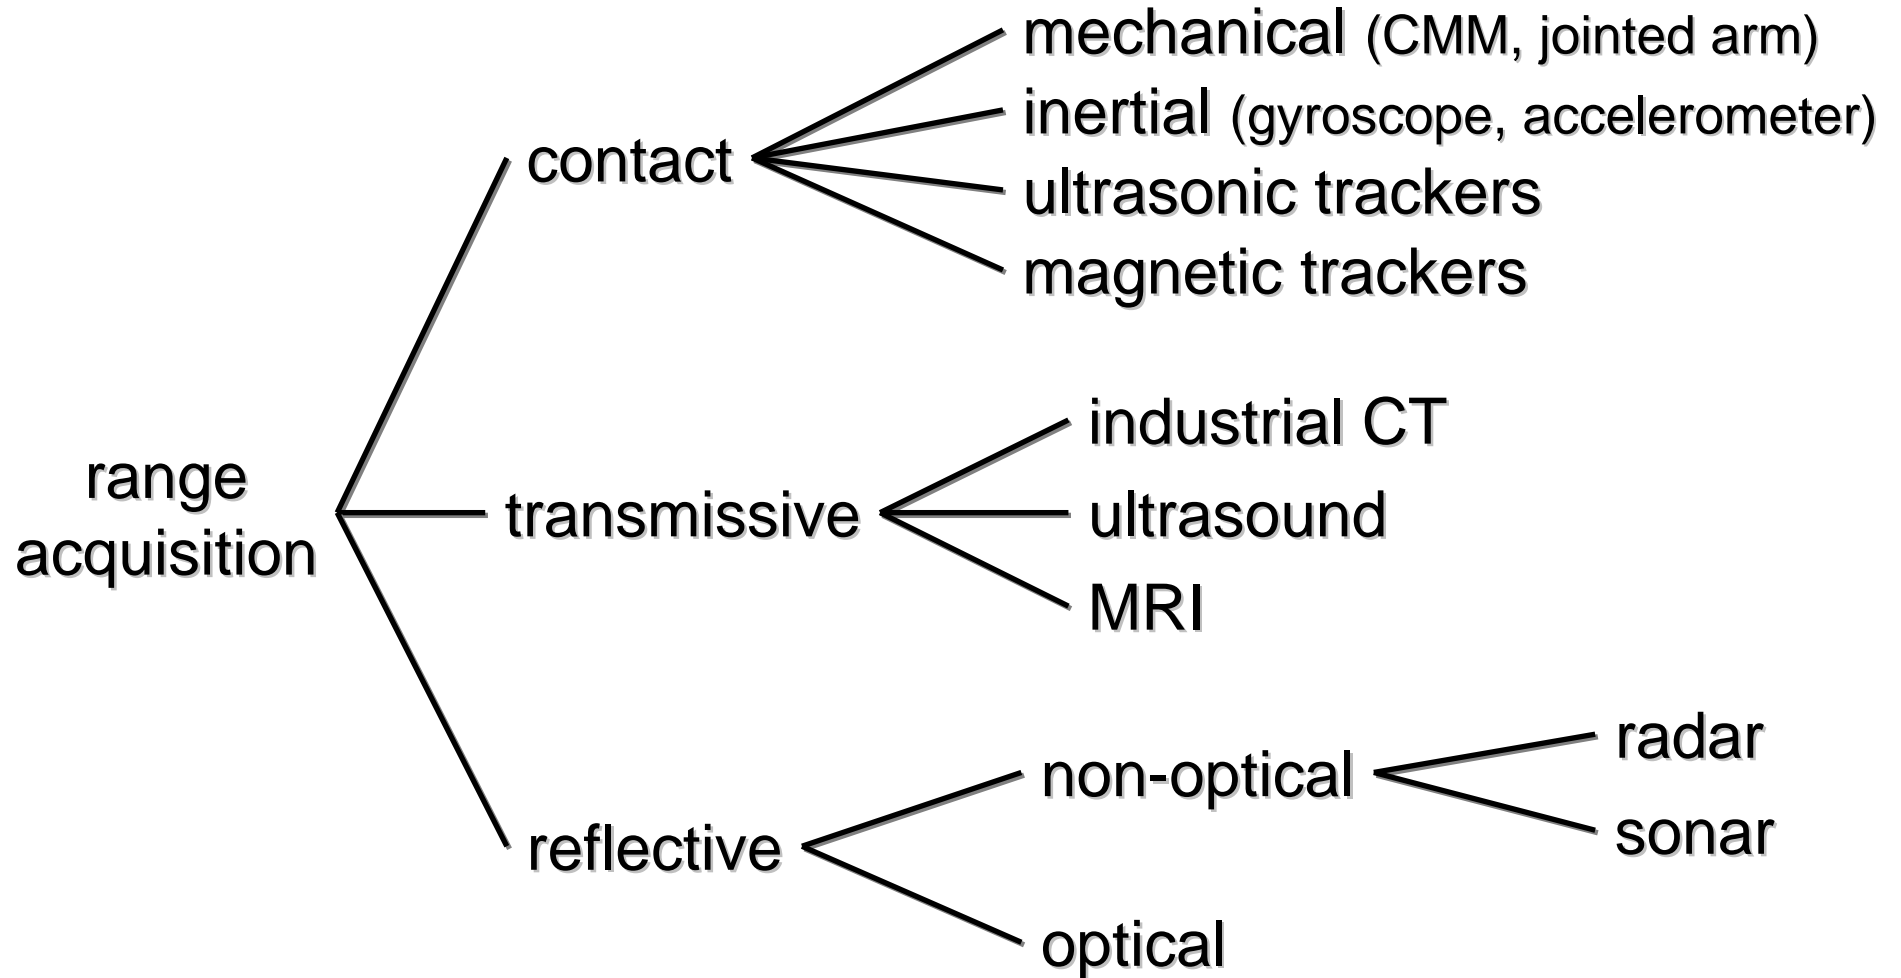 mechanical (CMM, jointed arm)
inertial (gyroscope, accelerometer)
contact
ultrasonic trackers
magnetic trackers
industrial CT
range
acquisition
transmissive
ultrasound
MRI
radar
non-optical
sonar
reflective
optical